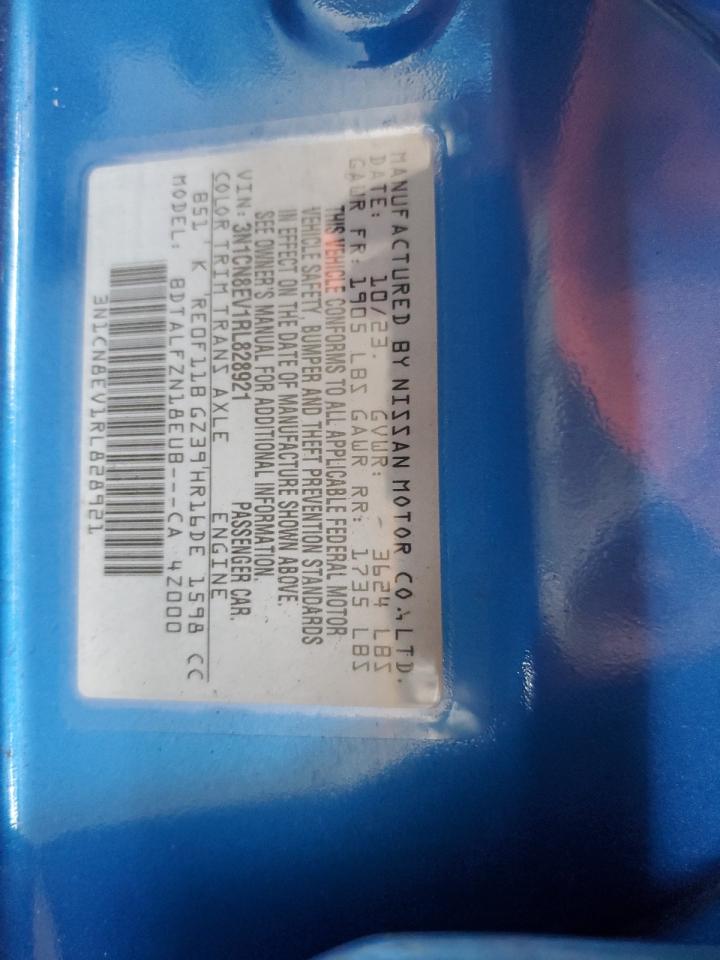 MANUFACTURED BY NISSAN MOTOR CO., LTD.
DATE: 10/23. GVWR: 3624 LBS
GAWR FR: 1905 LBS GAWR RR: 1735 LBS
THIS VEHICLE CONFORMS TO ALL APPLICABLE FEDERAL MOTOR
VEHICLE SAFETY, BUMPER AND THEFT PREVENTION STANDARDS
IN EFFECT ON THE DATE OF MANUFACTURE SHOWN ABOVE.
SEE OWNER'S MANUAL FOR ADDITIONAL INFORMATION.
VIN: 3N1CN8EV1RL828921 PASSENGER CAR.
COLOR TRIM TRANS AXLE ENGINE
B51 ' K RE0F11B GZ39'HR16DE 1598 CC
MODEL: BDTALFZN18EUB---CA 4Z000
3N1CN8EV1RL828921